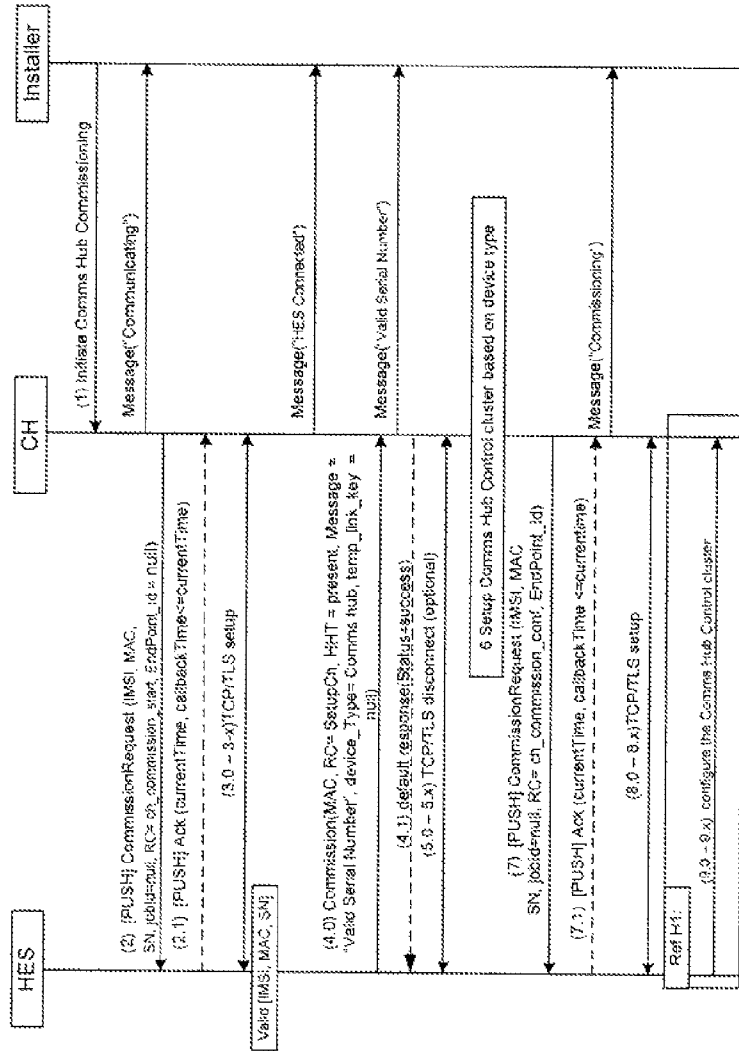 HES
CH
Installer
(1) Initiate Comms Hub Commissioning
Message("Communicating")
(2) [PUSH] CommissionRequest (IMSI, MAC,
SN, jobid=null, RC= ch_commission_start, EndPoint_id = null)
(2.1) [PUSH] Ack (currentTime, callbackTime<=currentTime)
(3.0 – 3.x)TCP/TLS setup
Valid [IMSI, MAC, SN]
Message("HES Connected")
(4.0) Commission(MAC, RC= SetupCh, HHT = present, Message =
"Valid Serial Number", device_Type= Comms hub, temp_link_key =
null)
Message("Valid Serial Number")
(4.1) default response(Status=success)
(5.0 – 5.x) TCP/TLS disconnect (optional)
6 Setup Comms Hub Control cluster based on device type
(7) [PUSH] CommissionRequest (IMSI, MAC
SN, jobid=null, RC= ch_commission_conf, EndPoint_id)
Message("Commissioning")
(7.1) [PUSH] Ack (currentTime, callbackTime <=currenttime)
(8.0 – 8.x)TCP/TLS setup
Ref H1:
(9.0 – 9.x) configure the Comms Hub Control cluster